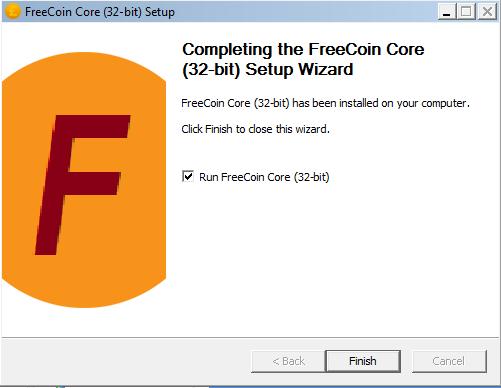 FreeCoin Core (32-bit) Setup
Completing the FreeCoin Core
(32-bit) Setup Wizard
FreeCoin Core (32-bit) has been installed on your computer.
Click Finish to close this wizard.
Run FreeCoin Core (32-bit)
F
< Back
Finish
Cancel